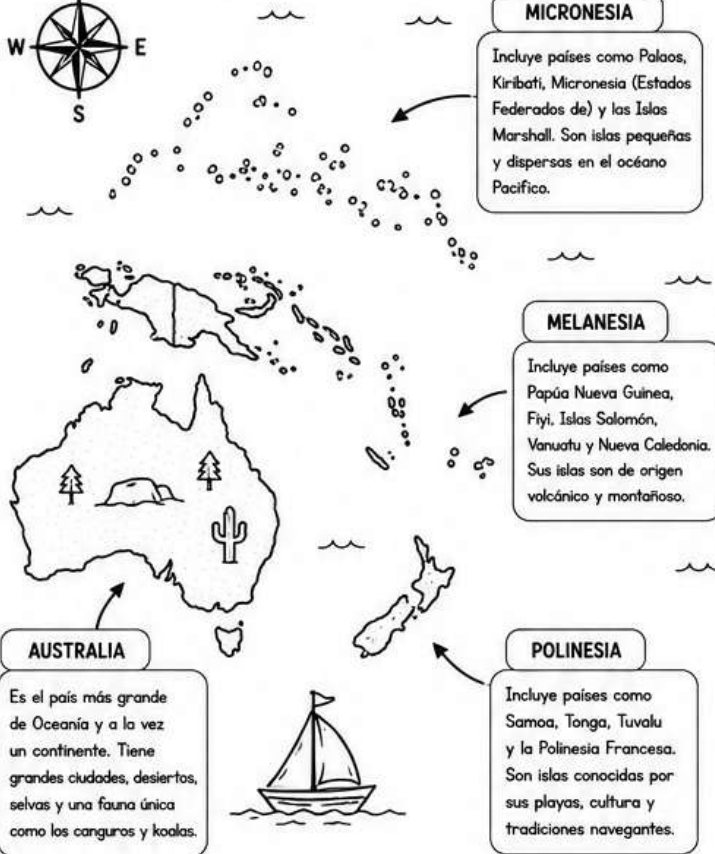 W
E
S
MICRONESIA
Incluye países como Palaos,
Kiribati, Micronesia (Estados
Federados de) y las Islas
Marshall. Son islas pequeñas
y dispersas en el océano
Pacifico.
MELANESIA
Incluye países como
Papúa Nueva Guinea,
Fiyi, Islas Salomón,
Vanuatu y Nueva Caledonia.
Sus islas son de origen
volcánico y montañoso.
AUSTRALIA
Es el país más grande
de Oceanía y a la vez
un continente. Tiene
grandes ciudades, desiertos,
selvas y una fauna única
como los canguros y koalas.
POLINESIA
Incluye países como
Samoa, Tonga, Tuvalu
y la Polinesia Francesa.
Son islas conocidas por
sus playas, cultura y
tradiciones navegantes.